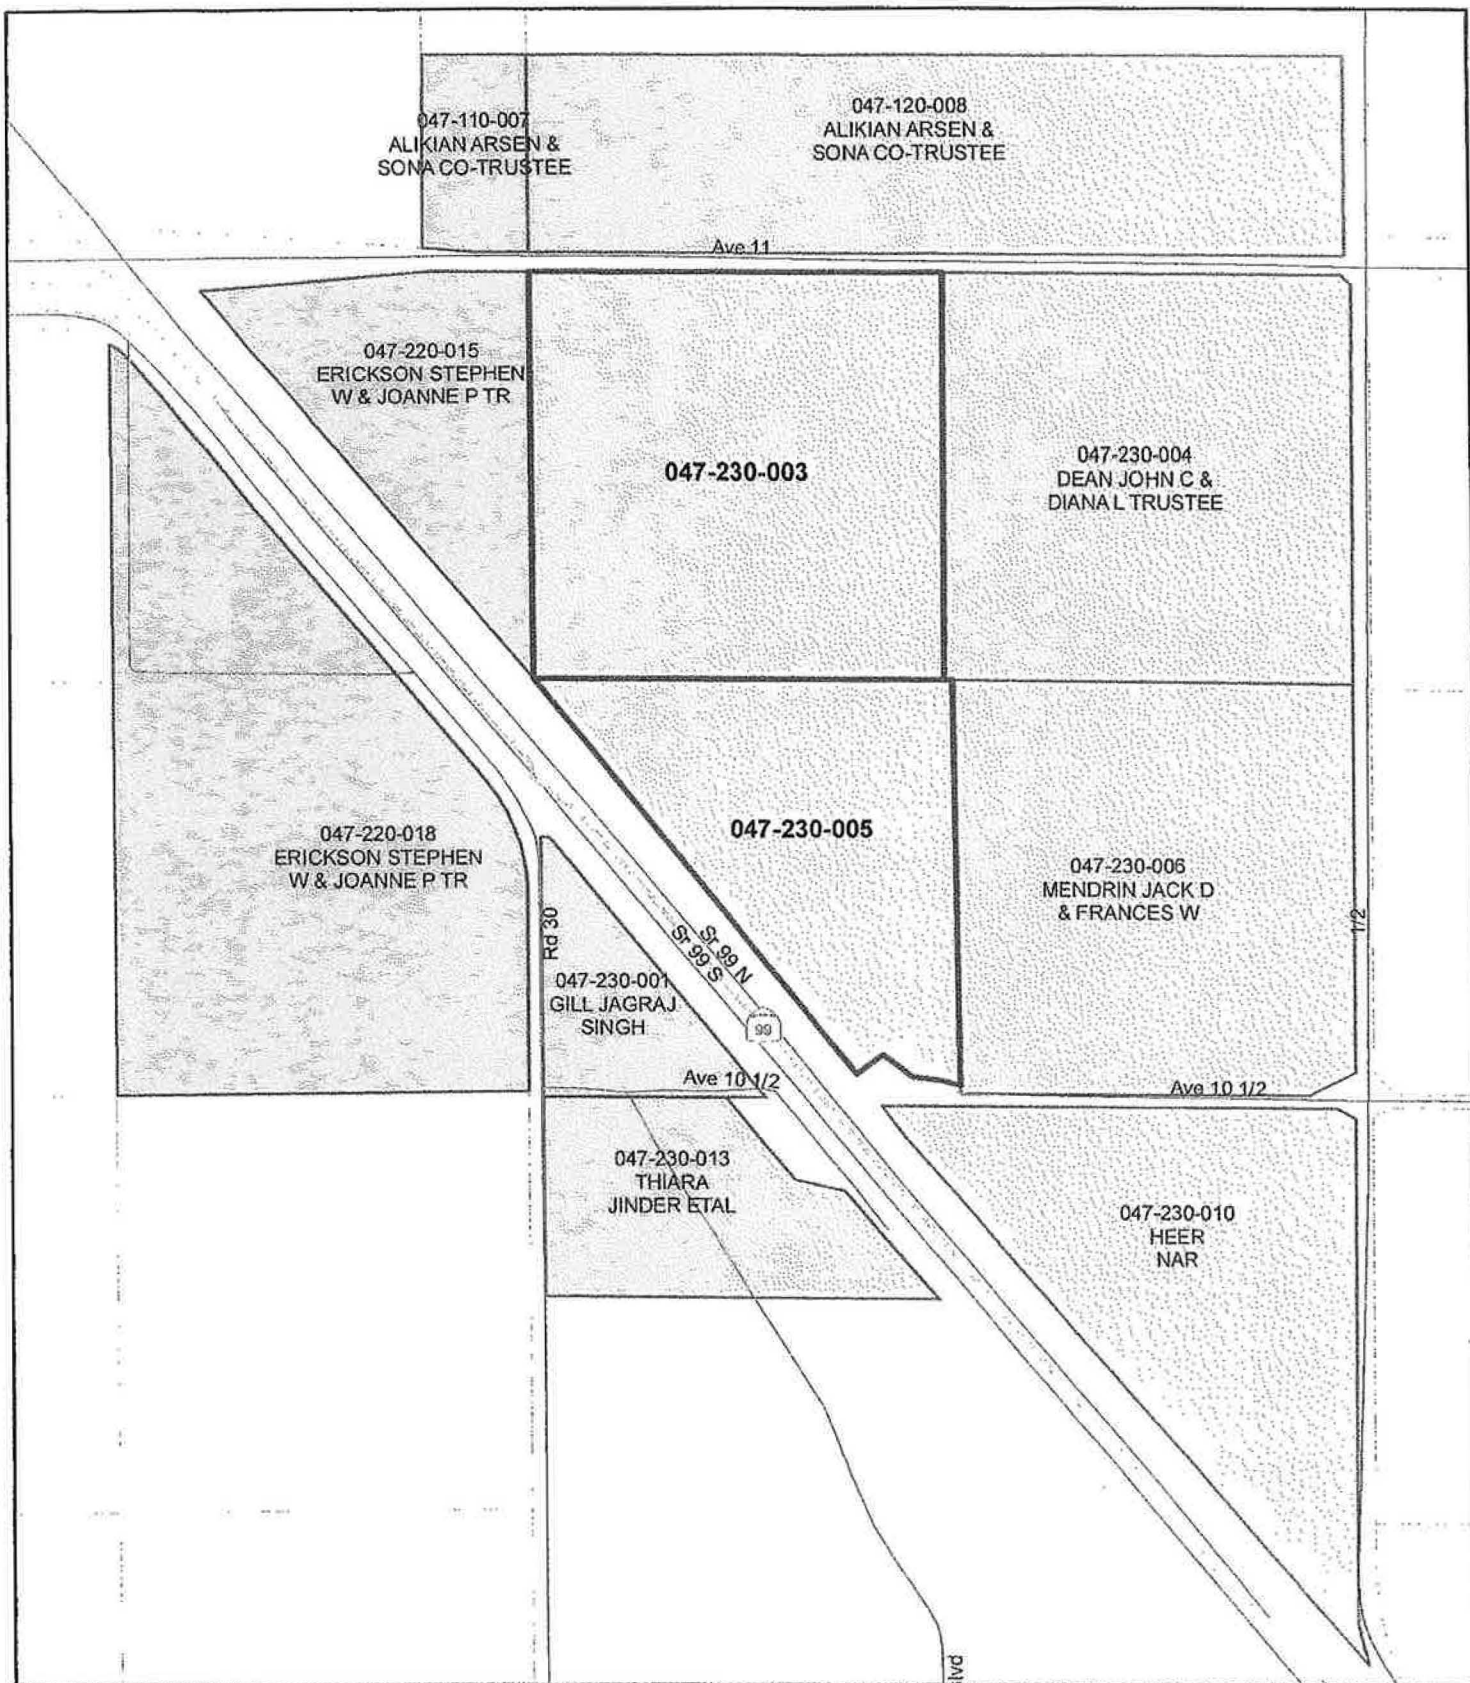 047-110-007
ALIKIAN ARSEN &
SONA CO-TRUSTEE
047-120-008
ALIKIAN ARSEN &
SONA CO-TRUSTEE
Ave 11
047-220-015
ERICKSON STEPHEN
W & JOANNE P TR
047-230-003
047-230-004
DEAN JOHN C &
DIANA L TRUSTEE
047-220-018
ERICKSON STEPHEN
W & JOANNE P TR
047-230-005
047-230-006
MENDRIN JACK D
& FRANCES W
1/2
Rd 30
Sr 99 N
Sr 99 S
99
047-230-001
GILL JAGRAJ
SINGH
Ave 10 1/2
Ave 10 1/2
047-230-013
THIARA
JINDER ETAL
047-230-010
HEER
NAR
lvd